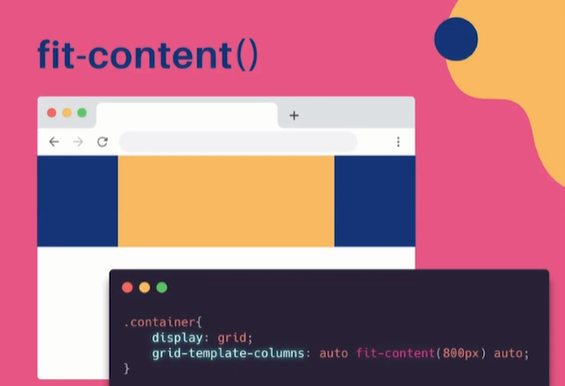 fit-content()
.container{
display: grid;
grid-template-columns: auto fit-content(800px) auto;
}